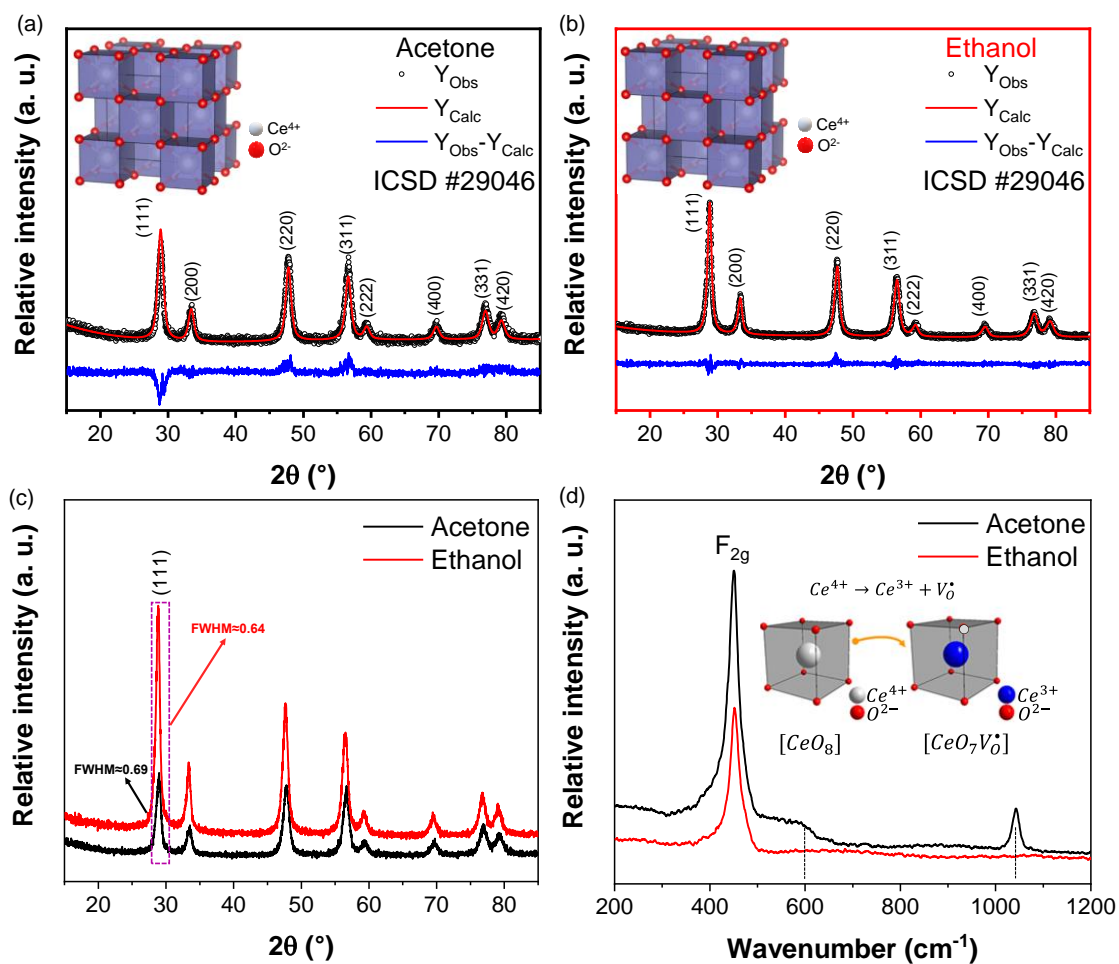 (a)
Relative intensity (a. u.)
Acetone
Y_Obs
Y_Calc
Y_Obs-Y_Calc
ICSD #29046
Ce⁴⁺
O²⁻
(111)
(200)
(220)
(311)
(222)
(400)
(331)
(420)
20 30 40 50 60 70 80
2θ (°)
(b)
Relative intensity (a. u.)
Ethanol
Y_Obs
Y_Calc
Y_Obs-Y_Calc
ICSD #29046
Ce⁴⁺
O²⁻
(111)
(200)
(220)
(311)
(222)
(400)
(331)
(420)
20 30 40 50 60 70 80
2θ (°)
(c)
Relative intensity (a. u.)
Acetone
Ethanol
(111)
FWHM≈0.64
FWHM≈0.69
20 30 40 50 60 70 80
2θ (°)
(d)
Relative intensity (a. u.)
Acetone
Ethanol
F₂g
Ce⁴⁺ → Ce³⁺ + V_O^•
Ce⁴⁺
O²⁻
[CeO₈]
Ce³⁺
O²⁻
[CeO₇V_O^•]
200 400 600 800 1000 1200
Wavenumber (cm⁻¹)